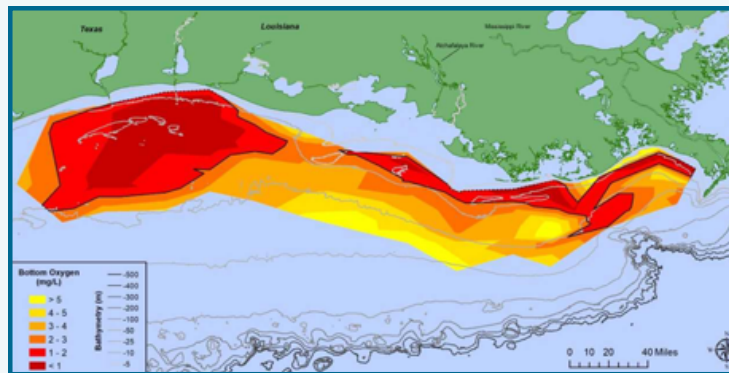 Texas
Louisiana
Mississippi River
Atchafalaya River
Bottom Oxygen
(mg/L)
> 5
4 - 5
3 - 4
2 - 3
1 - 2
< 1
Bathymetry (m)
-500
-400
-300
-200
-100
-50
-25
-10
-5
0 10 20 40 Miles